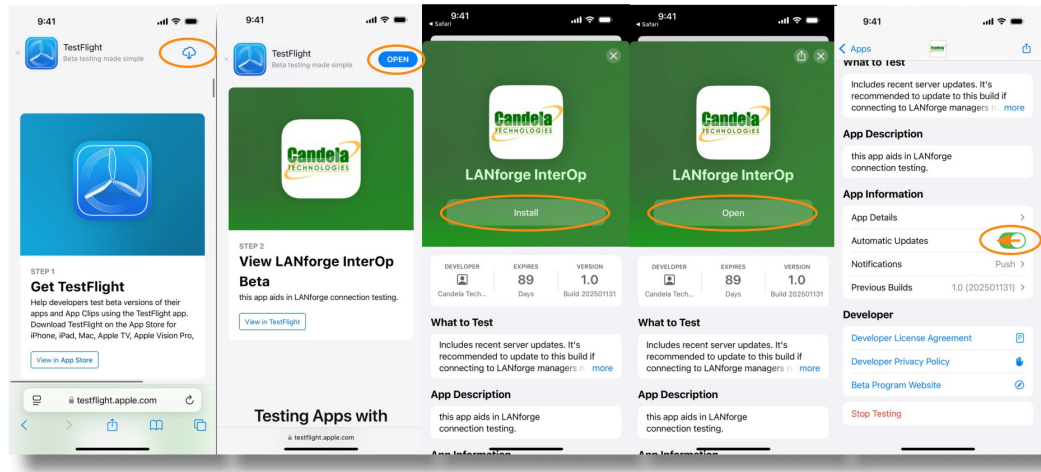 9:41
TestFlight
Beta testing made simple
STEP 1
Get TestFlight
Help developers test beta versions of their
apps and App Clips using the TestFlight app.
Download TestFlight on the App Store for
iPhone, iPad, Mac, Apple TV, Apple Vision Pro,
View in App Store
testflight.apple.com
9:41
TestFlight
Beta testing made simple
OPEN
Candela
TECHNOLOGIES
STEP 2
View LANforge InterOp
Beta
this app aids in LANforge connection testing.
View in TestFlight
Testing Apps with
testflight.apple.com
9:41
Safari
Candela
TECHNOLOGIES
LANforge InterOp
Install
DEVELOPER
Candela Tech...
EXPIRES
89
Days
VERSION
1.0
Build 202501131
What to Test
Includes recent server updates. It's
recommended to update to this build if
connecting to LANforge managers more
App Description
this app aids in LANforge
connection testing.
App Information
9:41
Safari
Candela
TECHNOLOGIES
LANforge InterOp
Open
DEVELOPER
Candela Tech...
EXPIRES
89
Days
VERSION
1.0
Build 202501131
What to Test
Includes recent server updates. It's
recommended to update to this build if
connecting to LANforge managers more
App Description
this app aids in LANforge
connection testing.
App Information
9:41
Apps
Candela
What to Test
Includes recent server updates. It's
recommended to update to this build if
connecting to LANforge managers more
App Description
this app aids in LANforge
connection testing.
App Information
App Details
Automatic Updates
Notifications Push
Previous Builds 1.0 (202501131)
Developer
Developer License Agreement
Developer Privacy Policy
Beta Program Website
Stop Testing